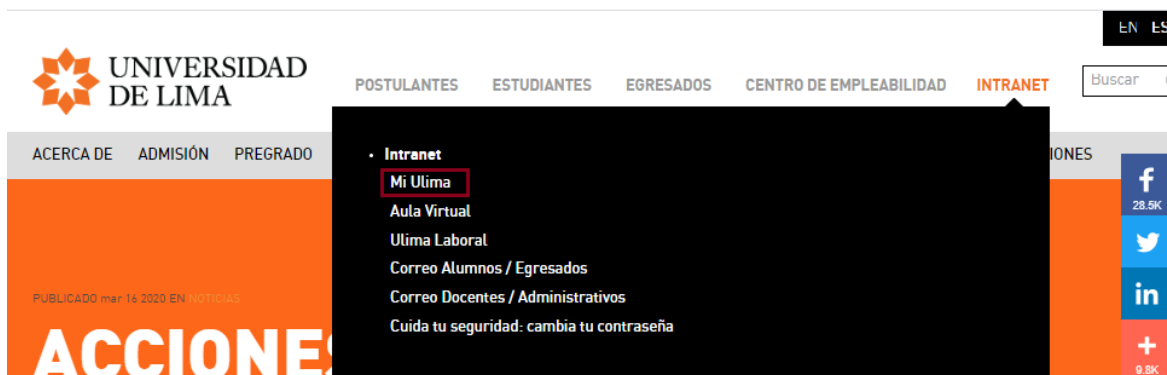 EN ES
UNIVERSIDAD
DE LIMA
POSTULANTES ESTUDIANTES EGRESADOS CENTRO DE EMPLEABILIDAD INTRANET Buscar
ACERCA DE ADMISIÓN PREGRADO IONES
• Intranet
Mi Ulima
Aula Virtual
Ulima Laboral
Correo Alumnos / Egresados
Correo Docentes / Administrativos
Cuida tu seguridad: cambia tu contraseña
28.5K
in
9.8K
PUBLICADO mar 16 2020 EN NOTICIAS
ACCIONES